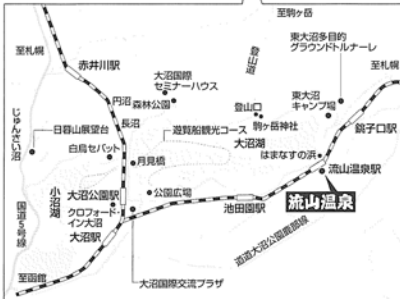 至駒ヶ岳
至札幌
赤井川駅
登山道
東大沼多目的
グラウンドトルナーレ
至札幌
大沼国際
セミナーハウス
円沼
森林公園
登山口
駒ヶ岳神社
東大沼
キャンプ場
銚子口駅
じゅんさい沼
長沼
日暮山展望台
遊覧船観光コース
大沼湖
白鳥セバット
月見橋
はまなすの浜
流山温泉駅
小沼湖
大沼公園駅
公園広場
池田園駅
流山温泉
クロフォード・
イン大沼
国道5号線
大沼駅
道道大沼公園鹿部線
至函館
大沼国際交流プラザ